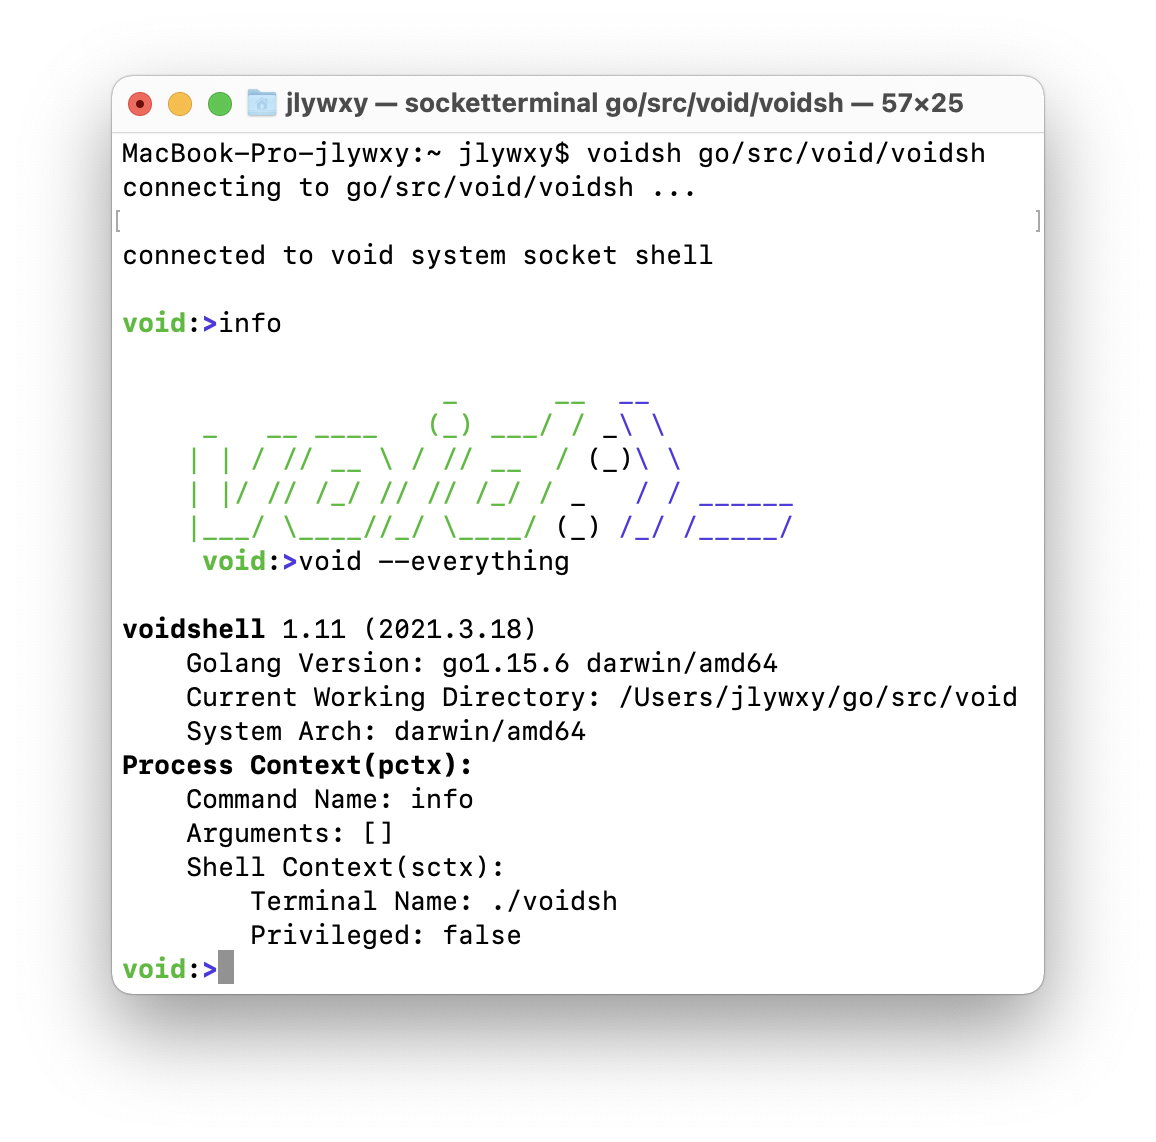 jlywxy — socketterminal go/src/void/voidsh — 57×25
MacBook-Pro-jlywxy:~ jlywxy$ voidsh go/src/void/voidsh
connecting to go/src/void/voidsh ...
[                                                         ]
connected to void system socket shell
void:>info
                    _      __  __
     _   __ ____   (_) ___/ / _\ \
    | | / // __ \ / // __  / (_)\ \
    | |/ // /_/ // // /_/ / _   / / ______
    |___/ \____//_/ \____/ (_) /_/ /_____/
     void:>void --everything
voidshell 1.11 (2021.3.18)
    Golang Version: go1.15.6 darwin/amd64
    Current Working Directory: /Users/jlywxy/go/src/void
    System Arch: darwin/amd64
Process Context(pctx):
    Command Name: info
    Arguments: []
    Shell Context(sctx):
        Terminal Name: ./voidsh
        Privileged: false
void:>